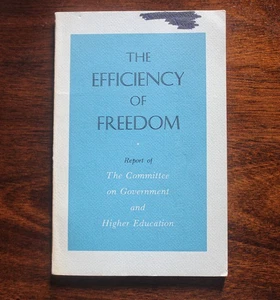 THE
EFFICIENCY
OF
FREEDOM
Report of
The Committee
on Government
and
Higher Education